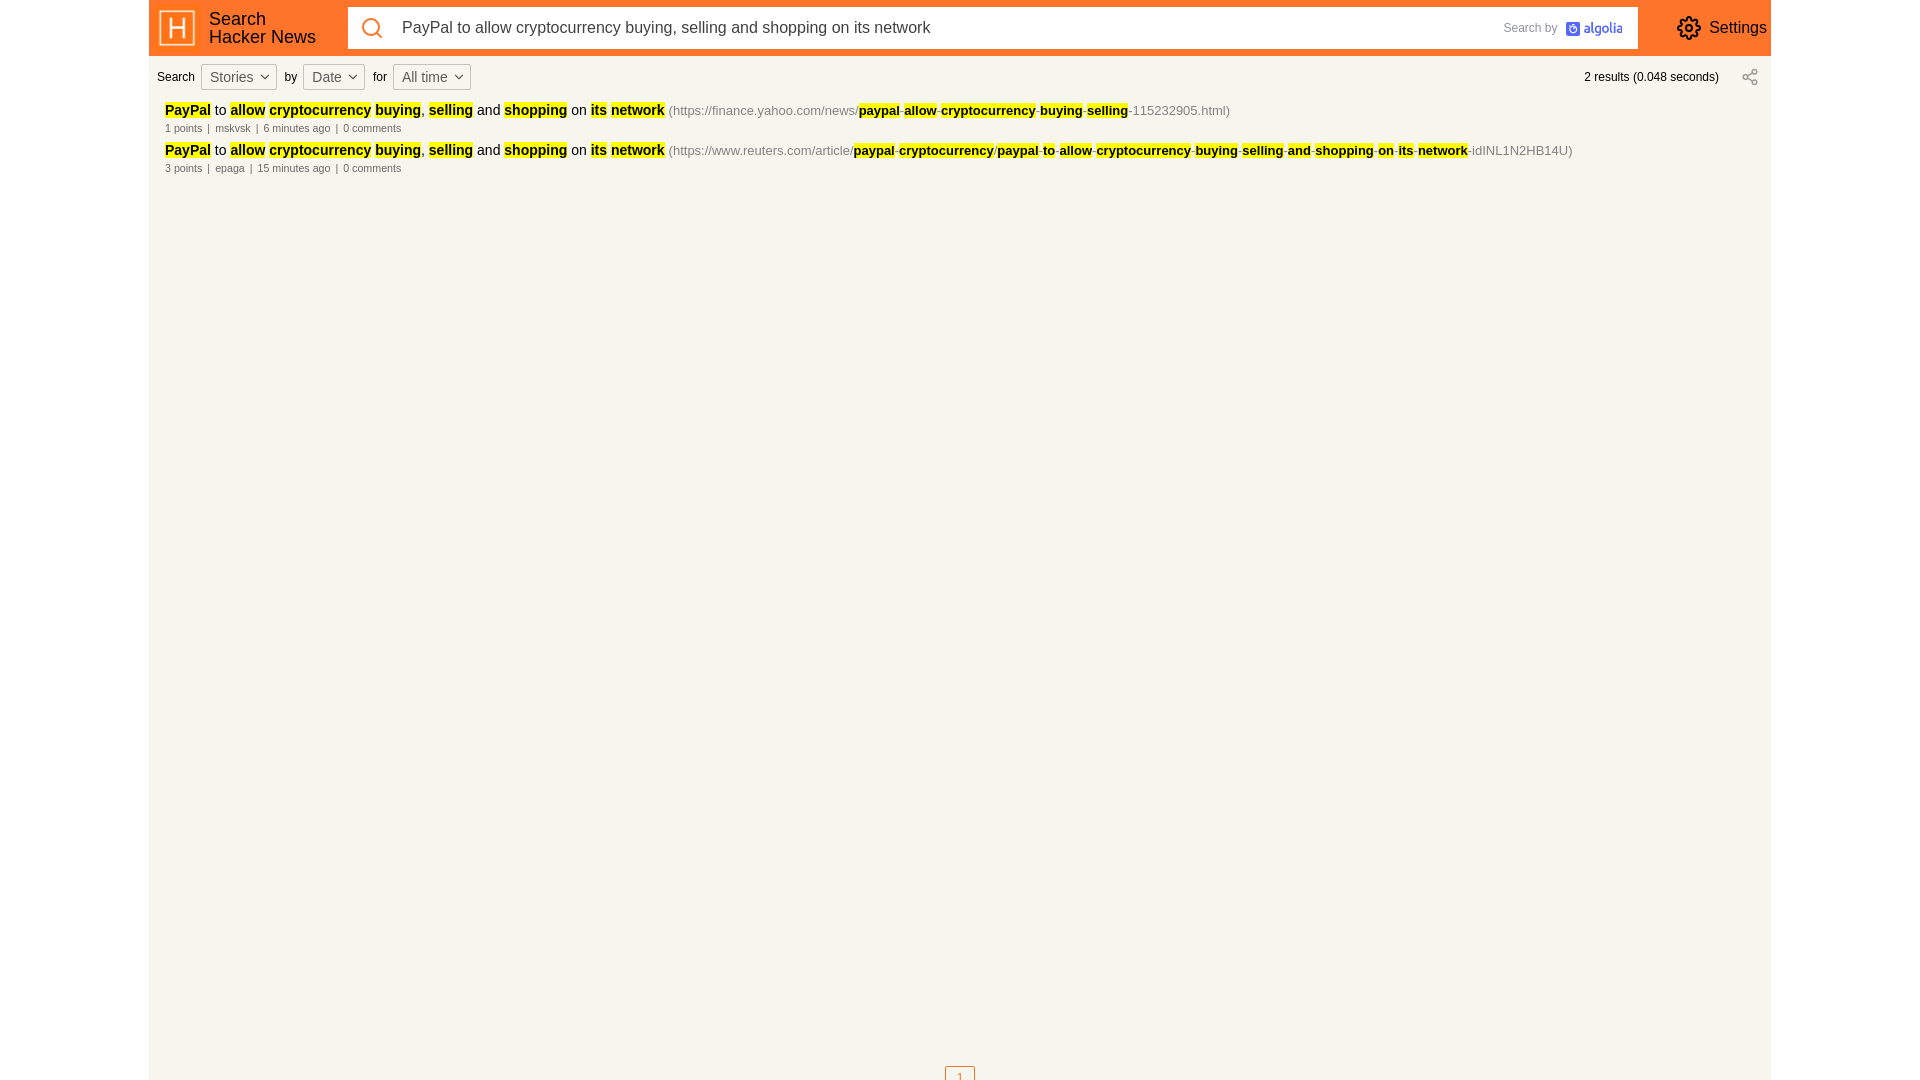 H Search Hacker News PayPal to allow cryptocurrency buying, selling and shopping on its network Search by algolia Settings
Search Stories by Date for All time 2 results (0.048 seconds)
PayPal to allow cryptocurrency buying, selling and shopping on its network (https://finance.yahoo.com/news/paypal-allow-cryptocurrency-buying-selling-115232905.html)
1 points | mskvsk | 6 minutes ago | 0 comments
PayPal to allow cryptocurrency buying, selling and shopping on its network (https://www.reuters.com/article/paypal-cryptocurrency/paypal-to-allow-cryptocurrency-buying-selling-and-shopping-on-its-network-idINL1N2HB14U)
3 points | epaga | 15 minutes ago | 0 comments
1